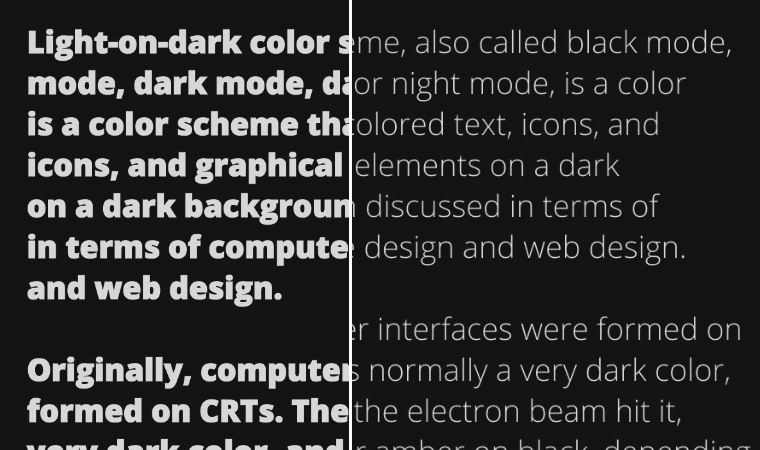 Light-on-dark color s
mode, dark mode, da
is a color scheme tha
icons, and graphical
on a dark backgroun
in terms of compute
and web design.
Originally, computer
formed on CRTs. The
very dark color, and
eme, also called black mode,
or night mode, is a color
colored text, icons, and
elements on a dark
discussed in terms of
design and web design.
er interfaces were formed on
s normally a very dark color,
the electron beam hit it,
r amber on black, depending